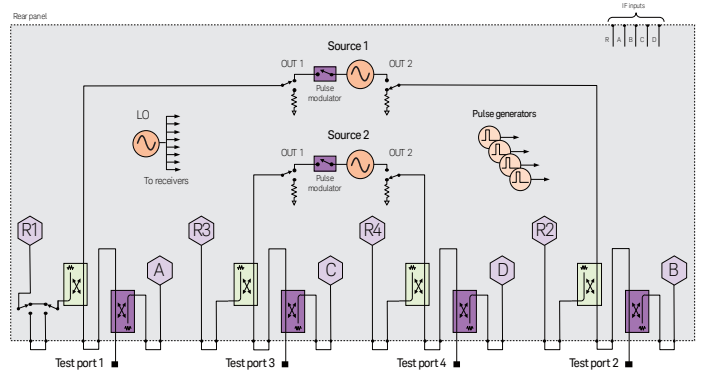 IF inputs
Rear panel
R A B C D
Source 1
OUT 1
OUT 2
Pulse
modulator
LO
To receivers
Pulse generators
Source 2
OUT 1
OUT 2
Pulse
modulator
R1
R3
R4
R2
A
C
D
B
Test port 1
Test port 3
Test port 4
Test port 2